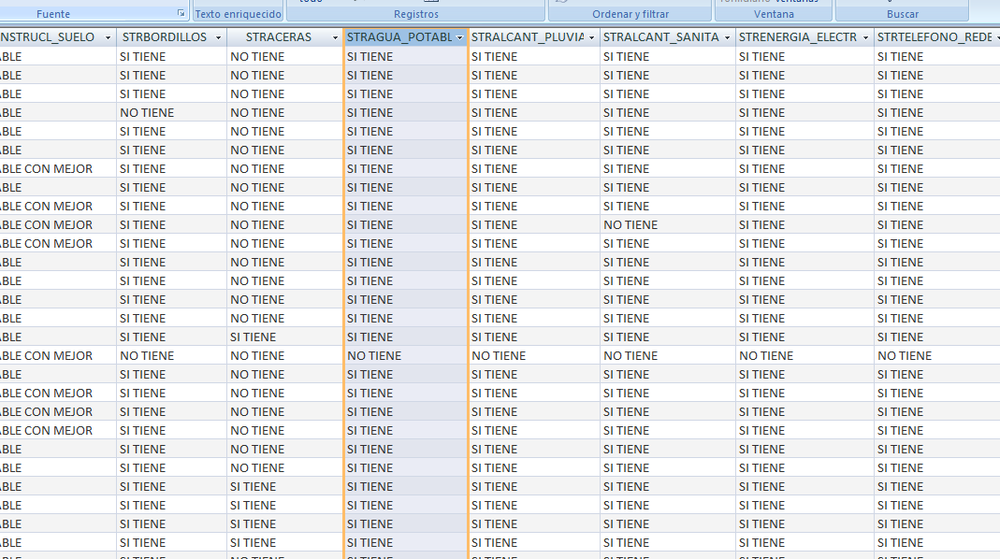 Fuente Texto enriquecido Registros Ordenar y filtrar Ventana Buscar
NSTRUCL_SUELO STRBORDILLOS STRACERAS STRAGUA_POTABL STRALCANT_PLUVIA STRALCANT_SANITA STRENERGIA_ELECTR STRTELEFONO_REDE
ABLE SI TIENE NO TIENE SI TIENE SI TIENE SI TIENE SI TIENE SI TIENE
ABLE SI TIENE NO TIENE SI TIENE SI TIENE SI TIENE SI TIENE SI TIENE
ABLE SI TIENE NO TIENE SI TIENE SI TIENE SI TIENE SI TIENE SI TIENE
ABLE NO TIENE NO TIENE SI TIENE SI TIENE SI TIENE SI TIENE SI TIENE
ABLE SI TIENE NO TIENE SI TIENE SI TIENE SI TIENE SI TIENE SI TIENE
ABLE SI TIENE NO TIENE SI TIENE SI TIENE SI TIENE SI TIENE SI TIENE
ABLE CON MEJOR SI TIENE NO TIENE SI TIENE SI TIENE SI TIENE SI TIENE SI TIENE
ABLE SI TIENE NO TIENE SI TIENE SI TIENE SI TIENE SI TIENE SI TIENE
ABLE CON MEJOR SI TIENE NO TIENE SI TIENE SI TIENE SI TIENE SI TIENE SI TIENE
ABLE CON MEJOR SI TIENE NO TIENE SI TIENE SI TIENE NO TIENE SI TIENE SI TIENE
ABLE CON MEJOR SI TIENE NO TIENE SI TIENE SI TIENE SI TIENE SI TIENE SI TIENE
ABLE SI TIENE NO TIENE SI TIENE SI TIENE SI TIENE SI TIENE SI TIENE
ABLE SI TIENE NO TIENE SI TIENE SI TIENE SI TIENE SI TIENE SI TIENE
ABLE SI TIENE NO TIENE SI TIENE SI TIENE SI TIENE SI TIENE SI TIENE
ABLE SI TIENE NO TIENE SI TIENE SI TIENE SI TIENE SI TIENE SI TIENE
ABLE SI TIENE SI TIENE SI TIENE SI TIENE SI TIENE SI TIENE SI TIENE
ABLE CON MEJOR NO TIENE NO TIENE NO TIENE NO TIENE NO TIENE NO TIENE NO TIENE
ABLE SI TIENE NO TIENE SI TIENE SI TIENE SI TIENE SI TIENE SI TIENE
ABLE CON MEJOR SI TIENE NO TIENE SI TIENE SI TIENE SI TIENE SI TIENE SI TIENE
ABLE CON MEJOR SI TIENE NO TIENE SI TIENE SI TIENE SI TIENE SI TIENE SI TIENE
ABLE CON MEJOR SI TIENE NO TIENE SI TIENE SI TIENE SI TIENE SI TIENE SI TIENE
ABLE SI TIENE NO TIENE SI TIENE SI TIENE SI TIENE SI TIENE SI TIENE
ABLE SI TIENE NO TIENE SI TIENE SI TIENE SI TIENE SI TIENE SI TIENE
ABLE SI TIENE SI TIENE SI TIENE SI TIENE SI TIENE SI TIENE SI TIENE
ABLE SI TIENE SI TIENE SI TIENE SI TIENE SI TIENE SI TIENE SI TIENE
ABLE SI TIENE SI TIENE SI TIENE SI TIENE SI TIENE SI TIENE SI TIENE
ABLE SI TIENE SI TIENE SI TIENE SI TIENE SI TIENE SI TIENE SI TIENE